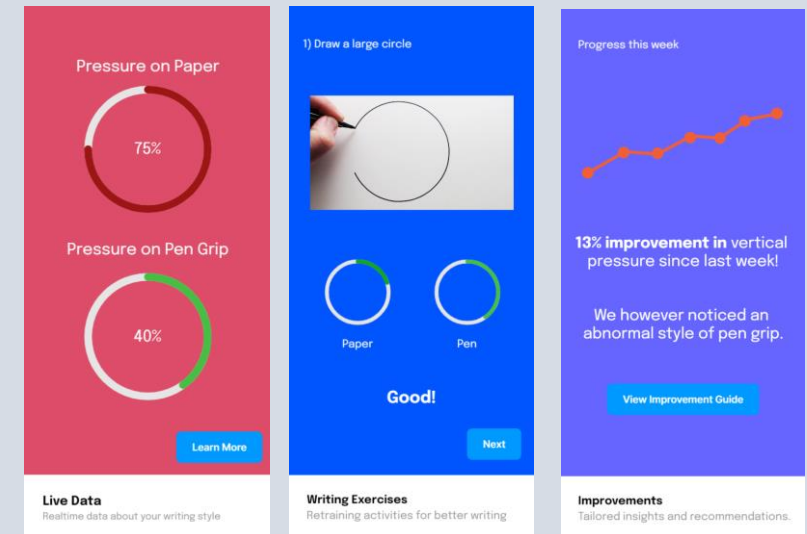 Pressure on Paper
75%
Pressure on Pen Grip
40%
Learn More
Live Data
Realtime data about your writing style
1) Draw a large circle
Paper
Pen
Good!
Next
Writing Exercises
Retraining activities for better writing
Progress this week
13% improvement in vertical
pressure since last week!
We however noticed an
abnormal style of pen grip.
View Improvement Guide
Improvements
Tailored insights and recommendations.